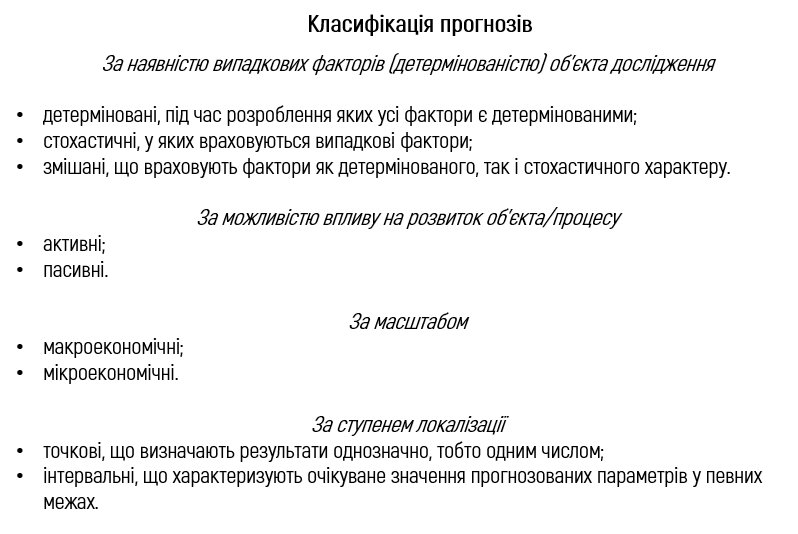 Класифікація прогнозів
За наявністю випадкових факторів (детермінованістю) об'єкта дослідження
• детерміновані, під час розроблення яких усі фактори є детермінованими;
• стохастичні, у яких враховуються випадкові фактори;
• змішані, що враховують фактори як детермінованого, так і стохастичного характеру.
За можливістю впливу на розвиток об'єкта/процесу
• активні;
• пасивні.
За масштабом
• макроекономічні;
• мікроекономічні.
За ступенем локалізації
• точкові, що визначають результати однозначно, тобто одним числом;
• інтервальні, що характеризують очікуване значення прогнозованих параметрів у певних
межах.